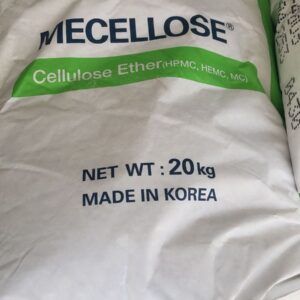 MECELLOSE®
Cellulose Ether(HPMC, HEMC, MC)
NET WT : 20kg
MADE IN KOREA